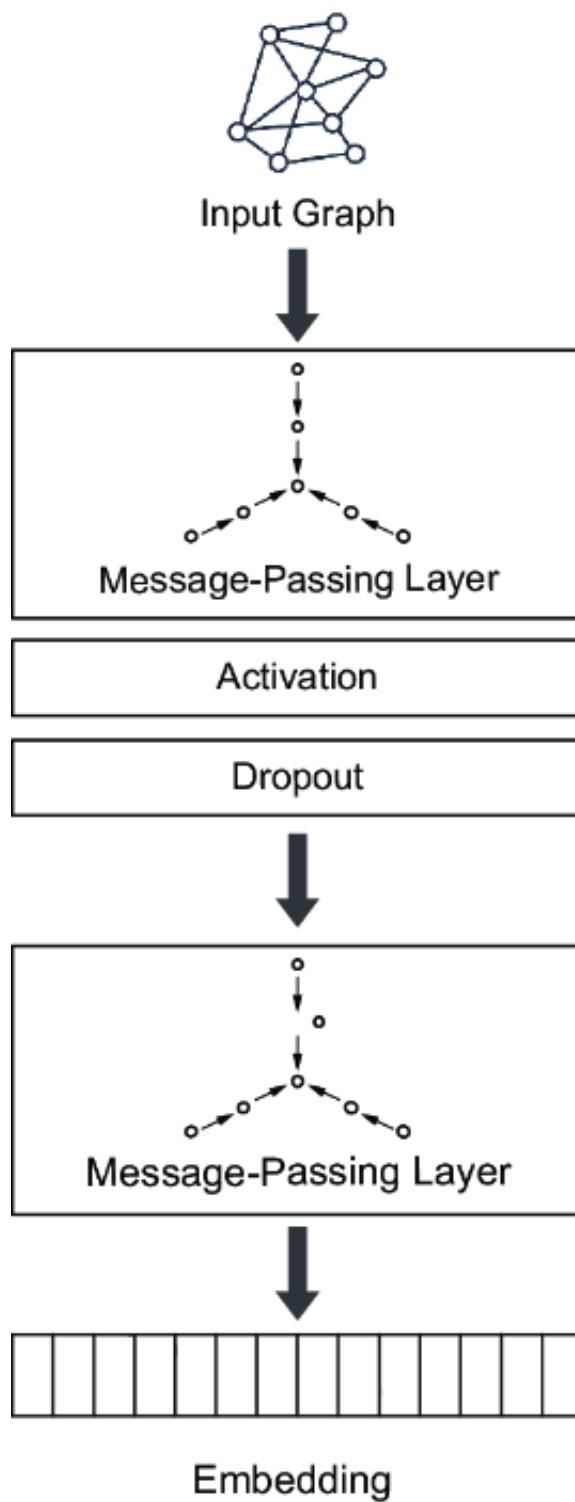 Input Graph
Message-Passing Layer
Activation
Dropout
Message-Passing Layer
Embedding